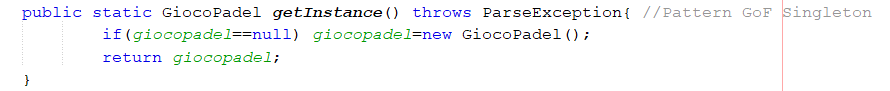 public static GiocoPadel getInstance() throws ParseException{ //Pattern GoF Singleton
if(giocopadel==null) giocopadel=new GiocoPadel();
return giocopadel;
}